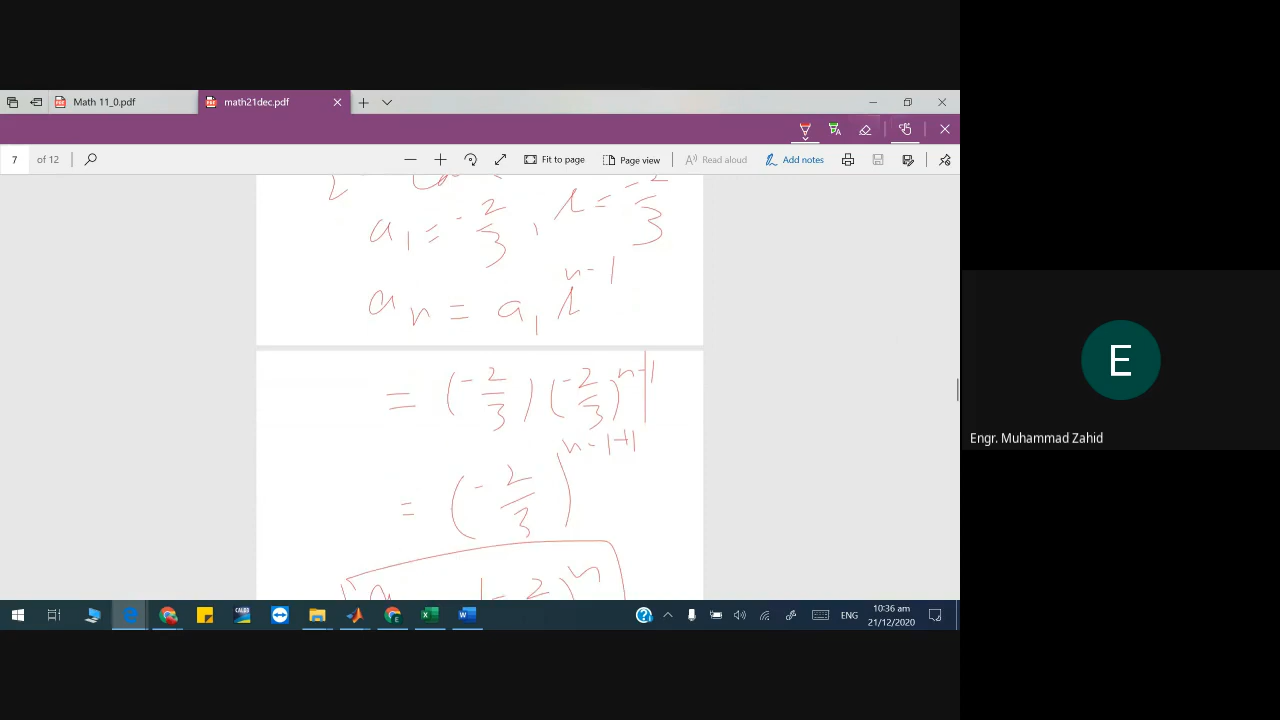 Math 11_0.pdf math21dec.pdf
7 of 12 Fit to page Page view Read aloud Add notes
a₁ = -2/3 , r = -2/3
aₙ = a₁ rⁿ⁻¹
= (-2/3) (-2/3)ⁿ⁻¹
= (-2/3)ⁿ⁻¹⁺¹
E
Engr. Muhammad Zahid
ENG 10:36 am
21/12/2020